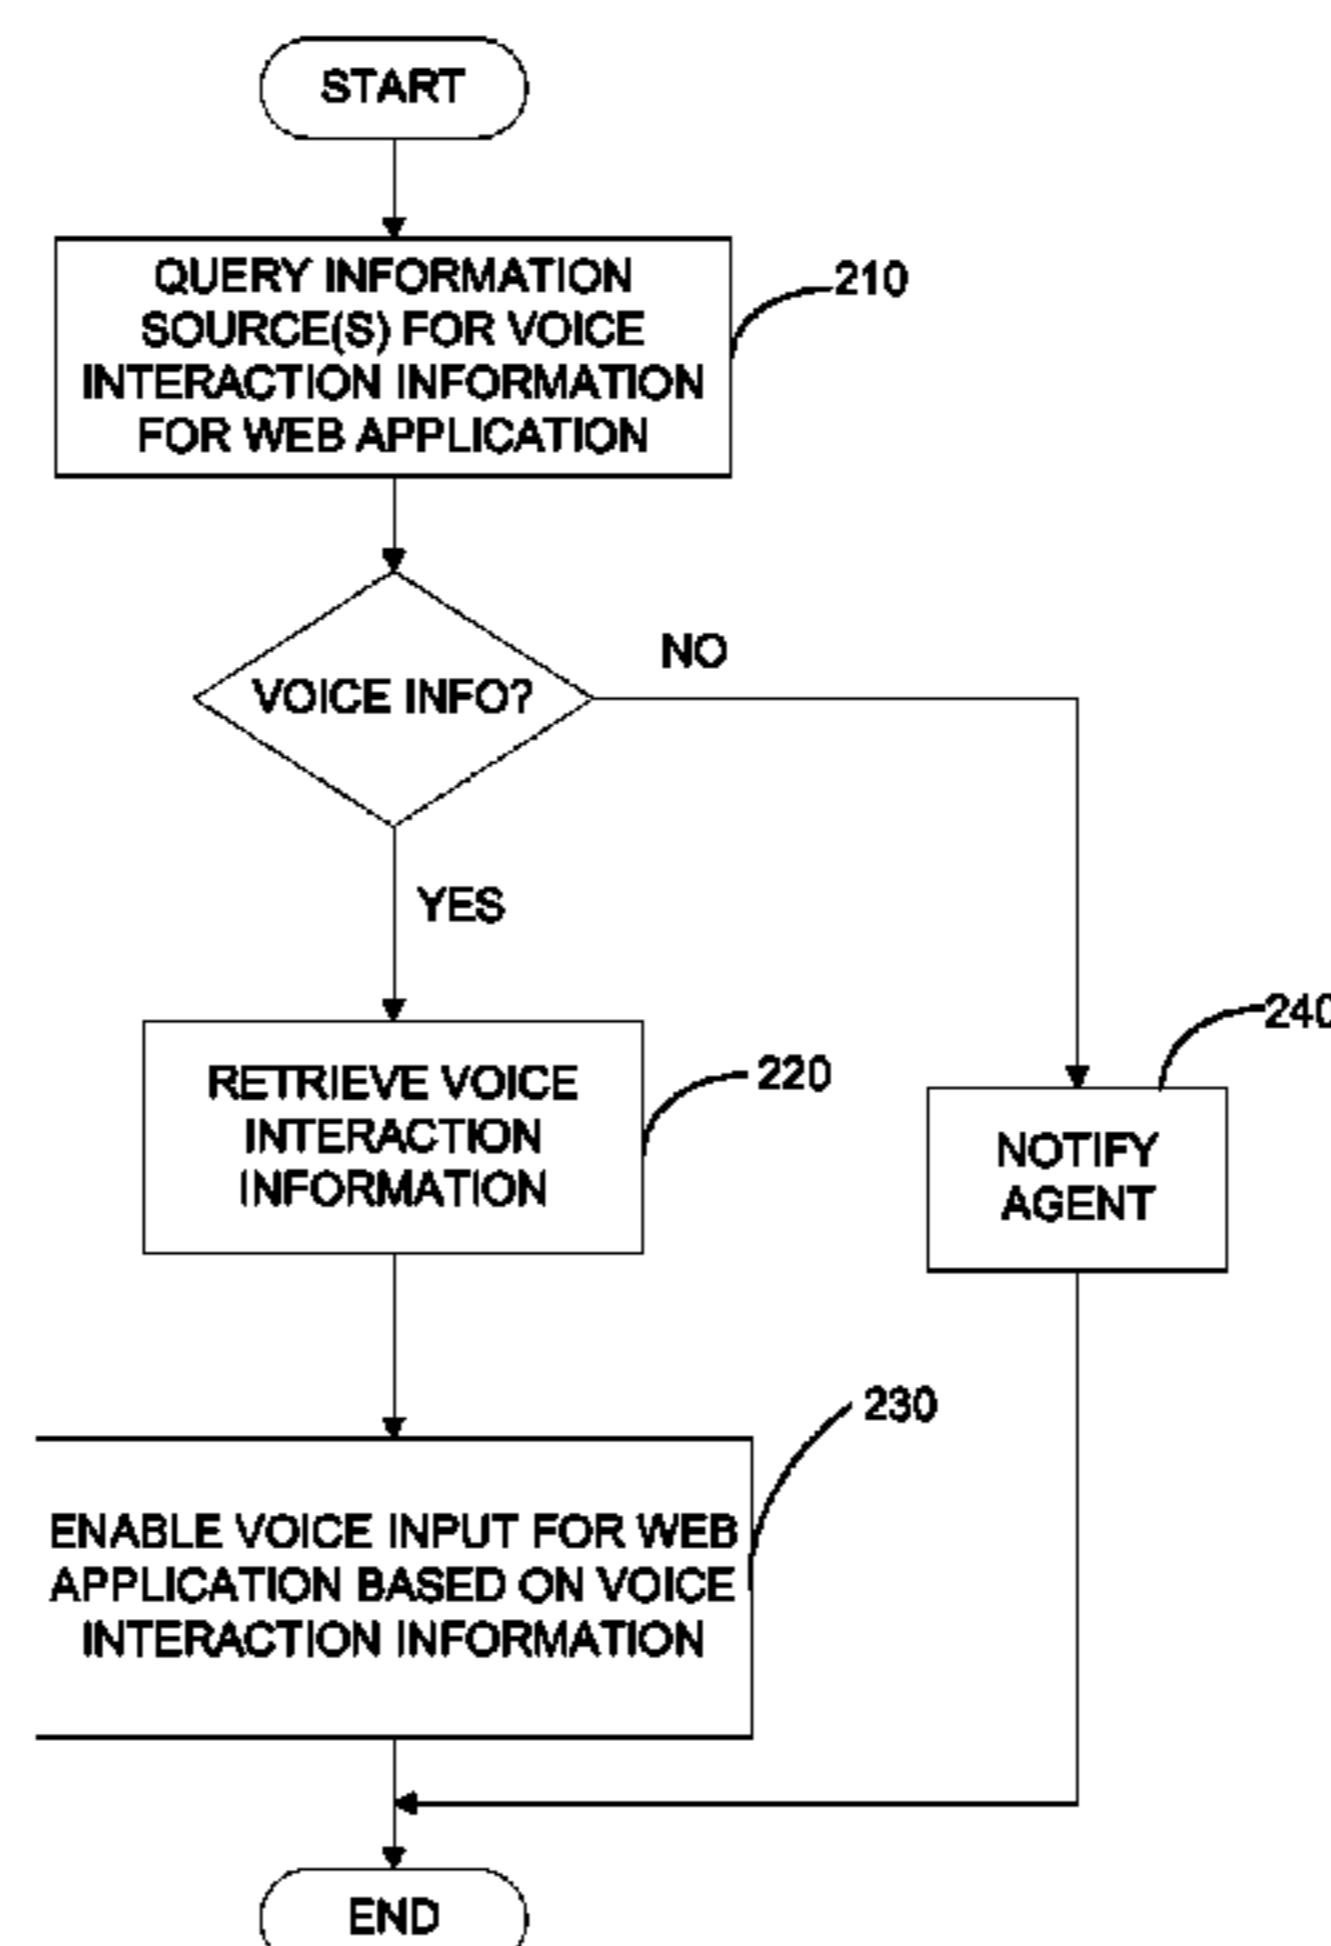 START
QUERY INFORMATION
SOURCE(S) FOR VOICE
INTERACTION INFORMATION
FOR WEB APPLICATION
210
VOICE INFO?
NO
YES
RETRIEVE VOICE
INTERACTION
INFORMATION
220
240
NOTIFY
AGENT
230
ENABLE VOICE INPUT FOR WEB
APPLICATION BASED ON VOICE
INTERACTION INFORMATION
END